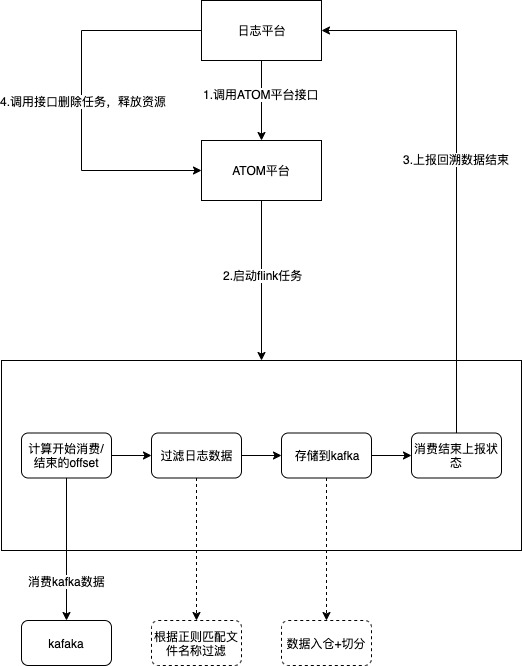 日志平台
1.调用ATOM平台接口
4.调用接口删除任务，释放资源
3.上报回溯数据结束
ATOM平台
2.启动flink任务
计算开始消费/
结束的offset
过滤日志数据
存储到kafka
消费结束上报状
态
消费kafka数据
kafaka
根据正则匹配文
件名称过滤
数据入仓+切分